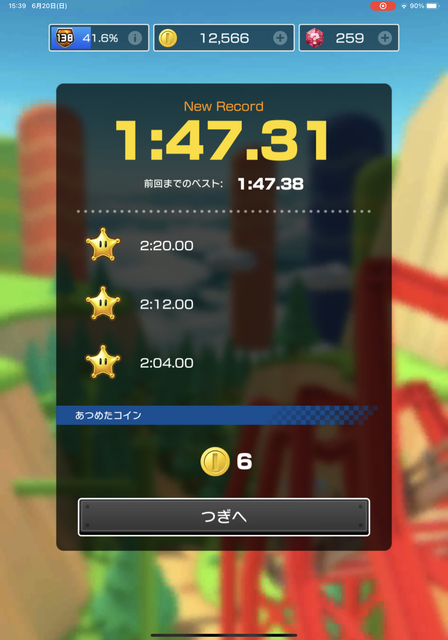 15:39 6月20日(日) 90%
138 41.6% 12,566 259
New Record
1:47.31
前回までのベスト: 1:47.38
2:20.00
2:12.00
2:04.00
あつめたコイン
6
つぎへ